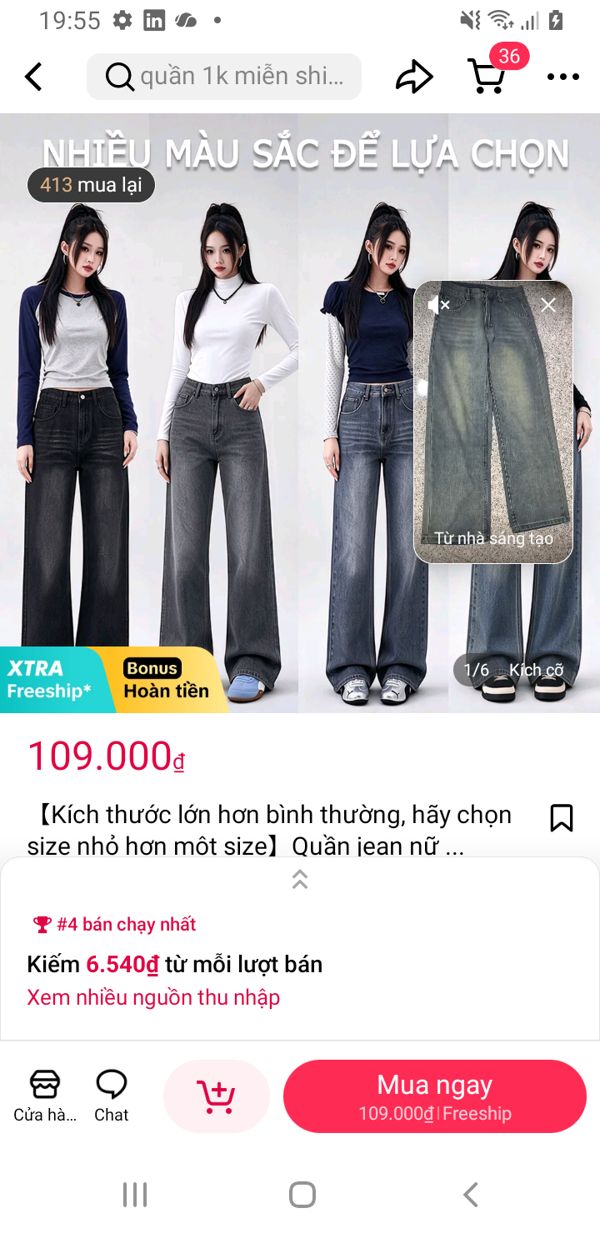 19:55
36
quần 1k miễn shi...
NHIỀU MÀU SẮC ĐỂ LỰA CHỌN
413 mua lại
Từ nhà sáng tạo
XTRA
Freeship*
Bonus
Hoàn tiền
1/6 Kích cỡ
109.000₫
【Kích thước lớn hơn bình thường, hãy chọn
size nhỏ hơn một size】Quần jean nữ ...
#4 bán chạy nhất
Kiếm 6.540₫ từ mỗi lượt bán
Xem nhiều nguồn thu nhập
Cửa hà...
Chat
Mua ngay
109.000₫|Freeship